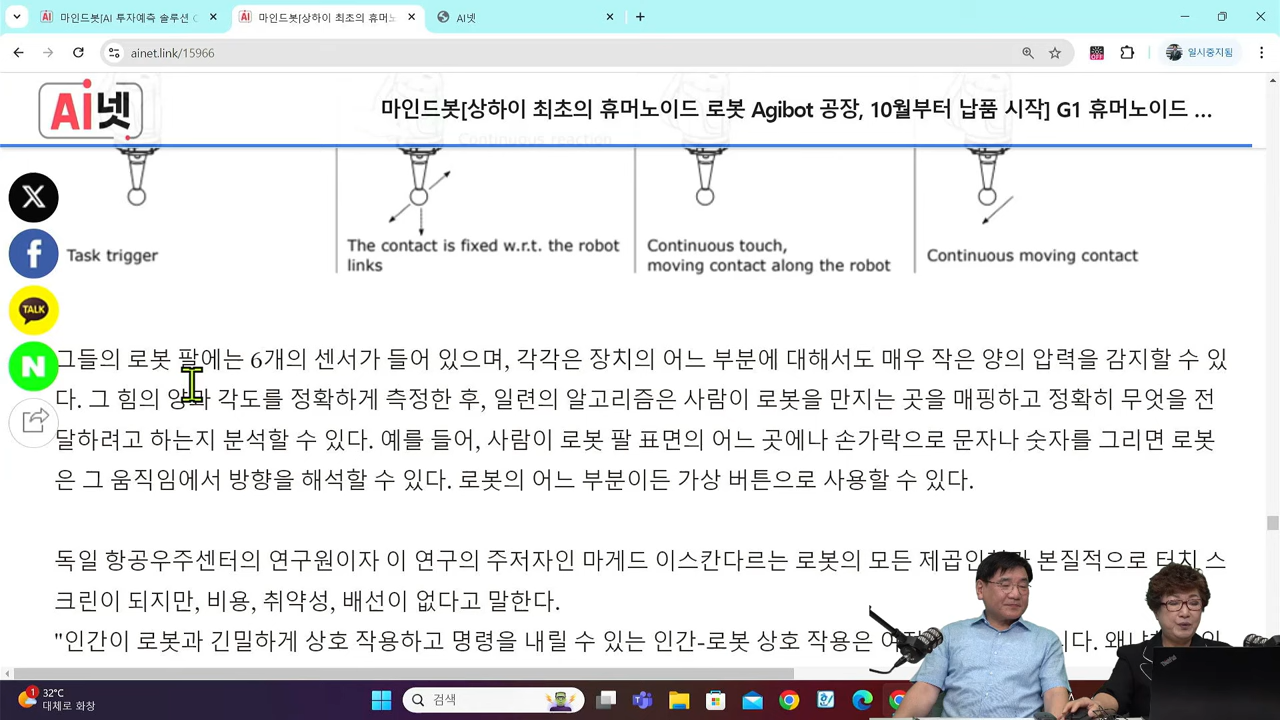 마인드봇[AI 투자예측 솔루션 C
마인드봇[상하이 최초의 휴머노
AI넷
ainet.link/15966
OFF
일시중지됨
Ai넷
마인드봇[상하이 최초의 휴머노이드 로봇 Agibot 공장, 10월부터 납품 시작] G1 휴머노이드 ...
Continuous reaction
Task trigger
The contact is fixed w.r.t. the robot
links
Continuous touch,
moving contact along the robot
Continuous moving contact
TALK
N
그들의 로봇 팔에는 6개의 센서가 들어 있으며, 각각은 장치의 어느 부분에 대해서도 매우 작은 양의 압력을 감지할 수 있
다. 그 힘의 양과 각도를 정확하게 측정한 후, 일련의 알고리즘은 사람이 로봇을 만지는 곳을 매핑하고 정확히 무엇을 전
달하려고 하는지 분석할 수 있다. 예를 들어, 사람이 로봇 팔 표면의 어느 곳에나 손가락으로 문자나 숫자를 그리면 로봇
은 그 움직임에서 방향을 해석할 수 있다. 로봇의 어느 부분이든 가상 버튼으로 사용할 수 있다.
독일 항공우주센터의 연구원이자 이 연구의 주저자인 마게드 이스칸다르는 로봇의 모든 본질적으로 터치 스
크린이 되지만, 비용, 취약성, 배선이 없다고 말한다.
"인간이 로봇과 긴밀하게 상호 작용하고 명령을 내릴 수 있는 인간-로봇 상호 작용은
1
32°C
대체로 화창
검색
ThinkPad